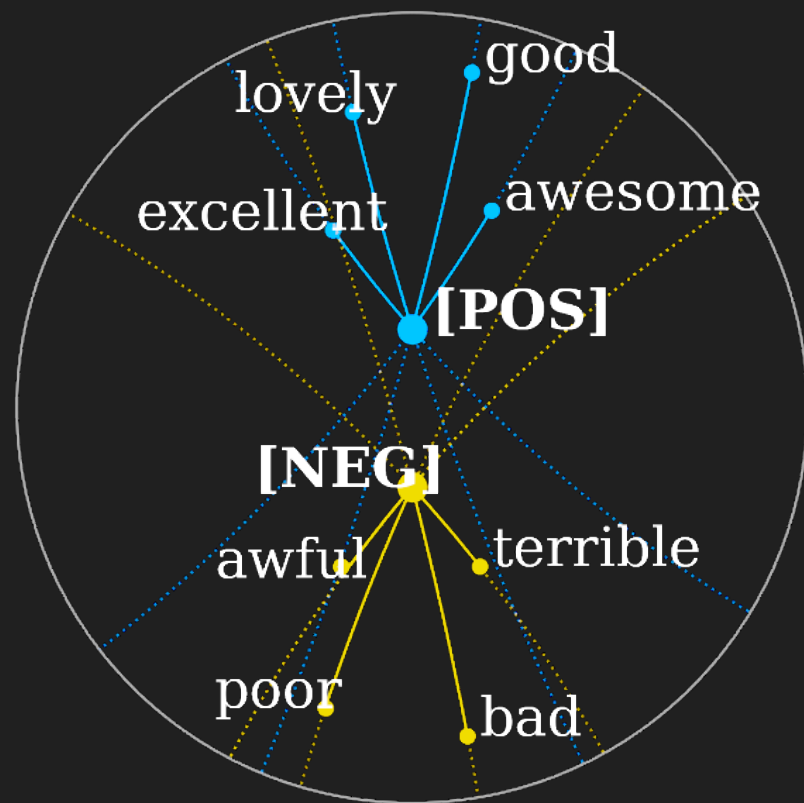 good
lovely
awesome
excellent
[POS]
[NEG]
terrible
awful
poor
bad